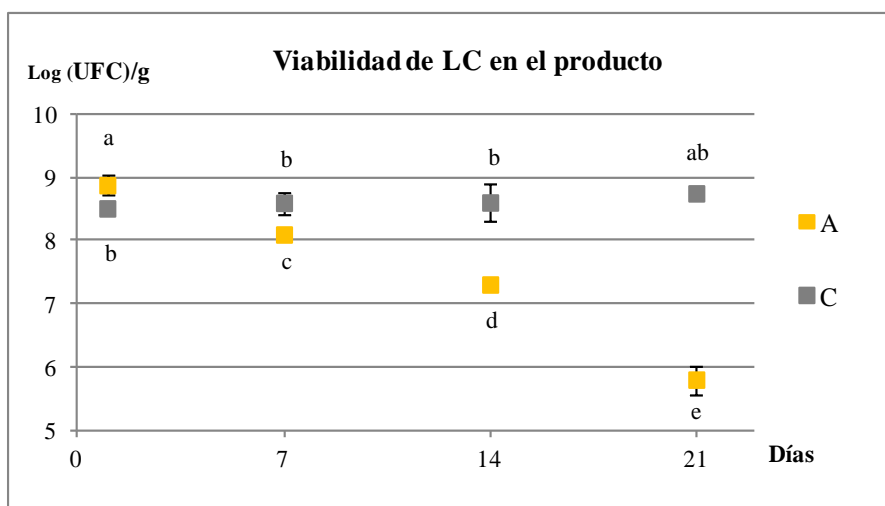 Viabilidad de LC en el producto
Log (UFC)/g
10
a
b
b
ab
9
8
b
c
A
7
d
C
6
e
5
0
7
14
21
Días